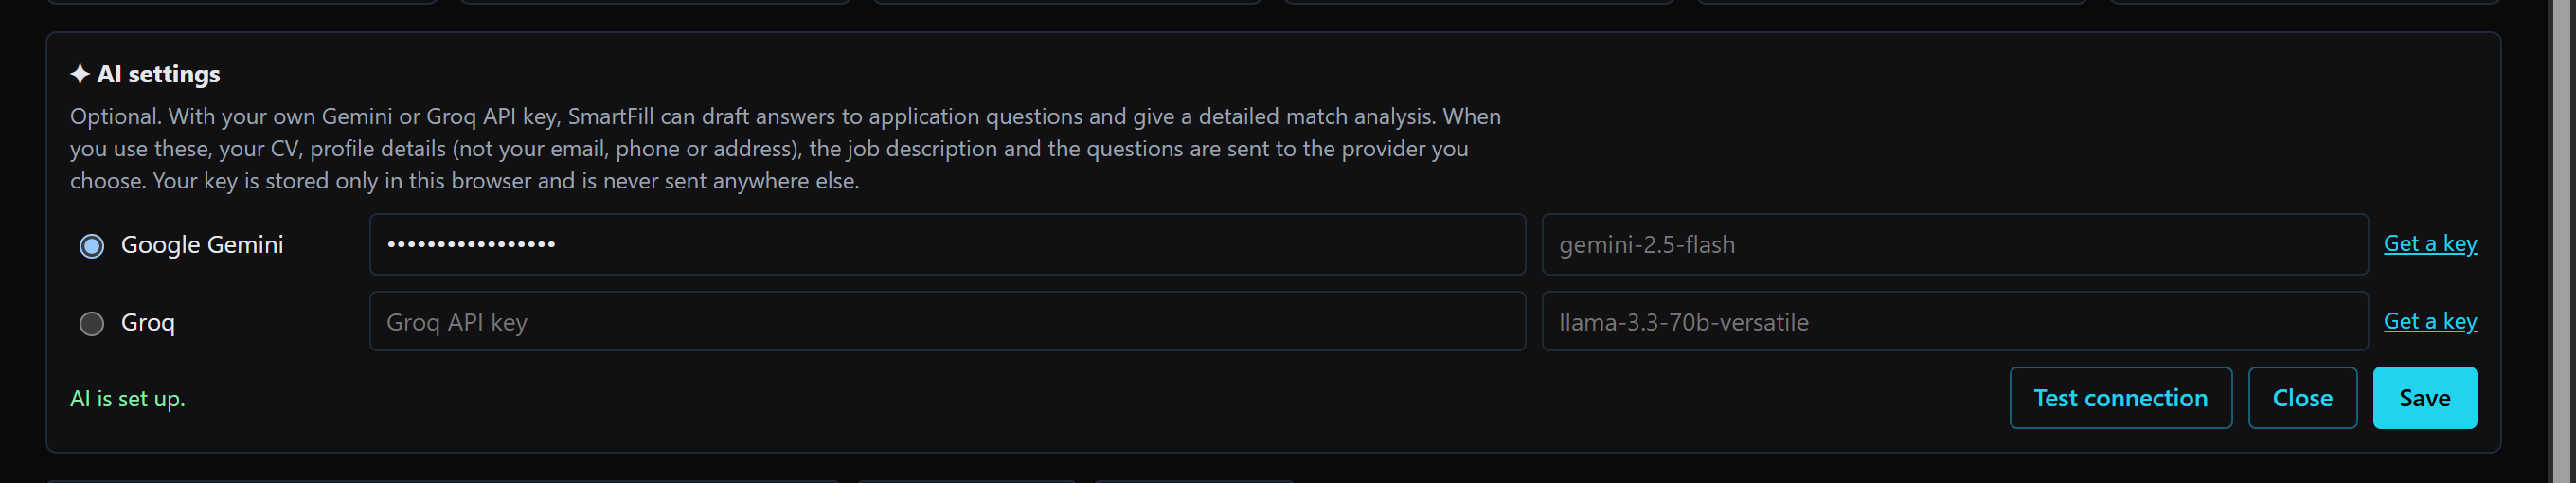 ✦ AI settings
Optional. With your own Gemini or Groq API key, SmartFill can draft answers to application questions and give a detailed match analysis. When
you use these, your CV, profile details (not your email, phone or address), the job description and the questions are sent to the provider you
choose. Your key is stored only in this browser and is never sent anywhere else.
Google Gemini ••••••••••••••••• gemini-2.5-flash Get a key
Groq Groq API key llama-3.3-70b-versatile Get a key
AI is set up. Test connection Close Save